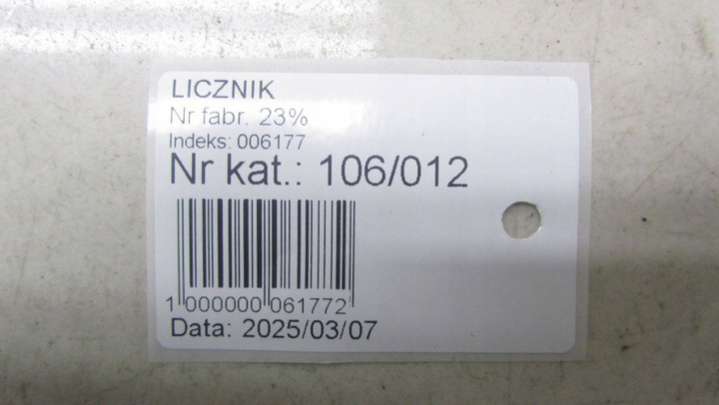 LICZNIK
Nr fabr. 23%
Indeks: 006177
Nr kat.: 106/012
1 000000 061772
Data: 2025/03/07